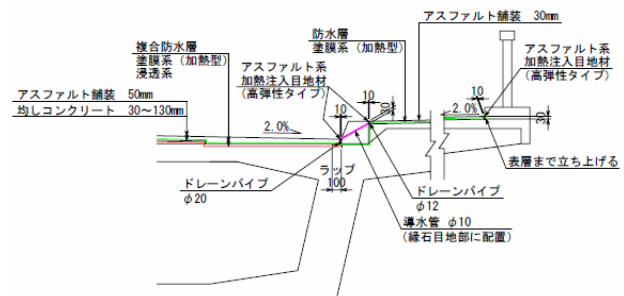 防水層
塗膜系 (加熱型)
アスファルト舗装 30mm
複合防水層
塗膜系 (加熱型)
浸透系
アスファルト系
加熱注入目地材
(高弾性タイプ)
アスファルト系
加熱注入目地材
(高弾性タイプ)
アスファルト舗装 50mm
均しコンクリート 30～130mm
2.0%
10
10
30
2.0%
10
30
表層まで立ち上げる
ラップ
100
ドレーンパイプ
φ20
ドレーンパイプ
φ12
導水管 φ10
(縁石目地部に配置)